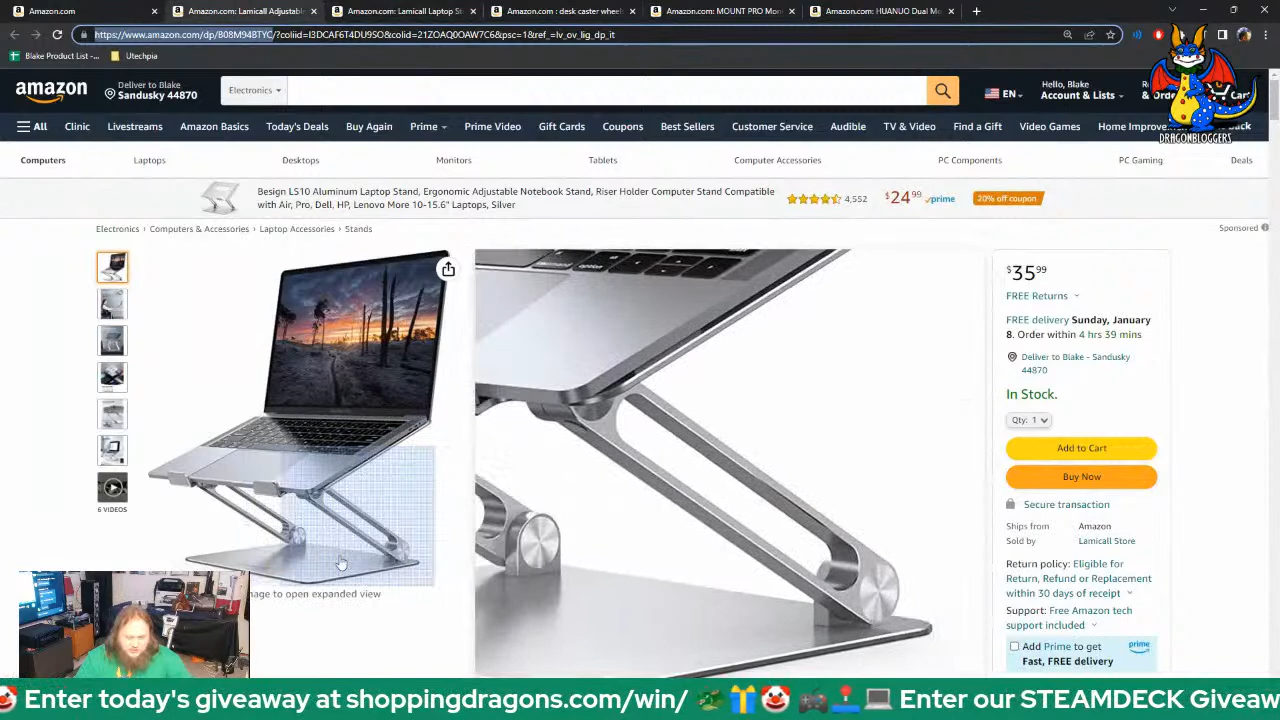 Amazon.com
Amazon.com: Lamicall Adjustabl
Amazon.com: Lamicall Laptop St
Amazon.com : desk caster wheel
Amazon.com: MOUNT PRO Mon
Amazon.com: HUANUO Dual M
https://www.amazon.com/dp/B08M94BTYC/?coliid=I3DCAF6T4DU9SO&colid=21ZOAQ0OAW7C6&psc=1&ref_=lv_ov_lig_dp_it
Blake Product List -...
Utechpia
amazon
Deliver to Blake
Sandusky 44870
Electronics
EN
Hello, Blake
Account & Lists
Cart
DRAGONBLOGGERS
All
Clinic
Livestreams
Amazon Basics
Today's Deals
Buy Again
Prime
Prime Video
Gift Cards
Coupons
Best Sellers
Customer Service
Audible
TV & Video
Find a Gift
Video Games
Home Improvem
Back
Computers
Laptops
Desktops
Monitors
Tablets
Computer Accessories
PC Components
PC Gaming
Deals
Besign LS10 Aluminum Laptop Stand, Ergonomic Adjustable Notebook Stand, Riser Holder Computer Stand Compatible
with Air, Pro, Dell, HP, Lenovo More 10-15.6" Laptops, Silver
4,552
$24.99
prime
20% off coupon
Electronics › Computers & Accessories › Laptop Accessories › Stands
Sponsored
command
option
6 VIDEOS
mage to open expanded view
$35.99
FREE Returns
FREE delivery Sunday, January
8. Order within 4 hrs 39 mins
Deliver to Blake - Sandusky
44870
In Stock.
Qty: 1
Add to Cart
Buy Now
Secure transaction
Ships from
Amazon
Sold by
Lamicall Store
Return policy: Eligible for
Return, Refund or Replacement
within 30 days of receipt
Support: Free Amazon tech
support included
Add Prime to get
Fast, FREE delivery
prime
Enter today's giveaway at shoppingdragons.com/win/
Enter our STEAMDECK Giveaw